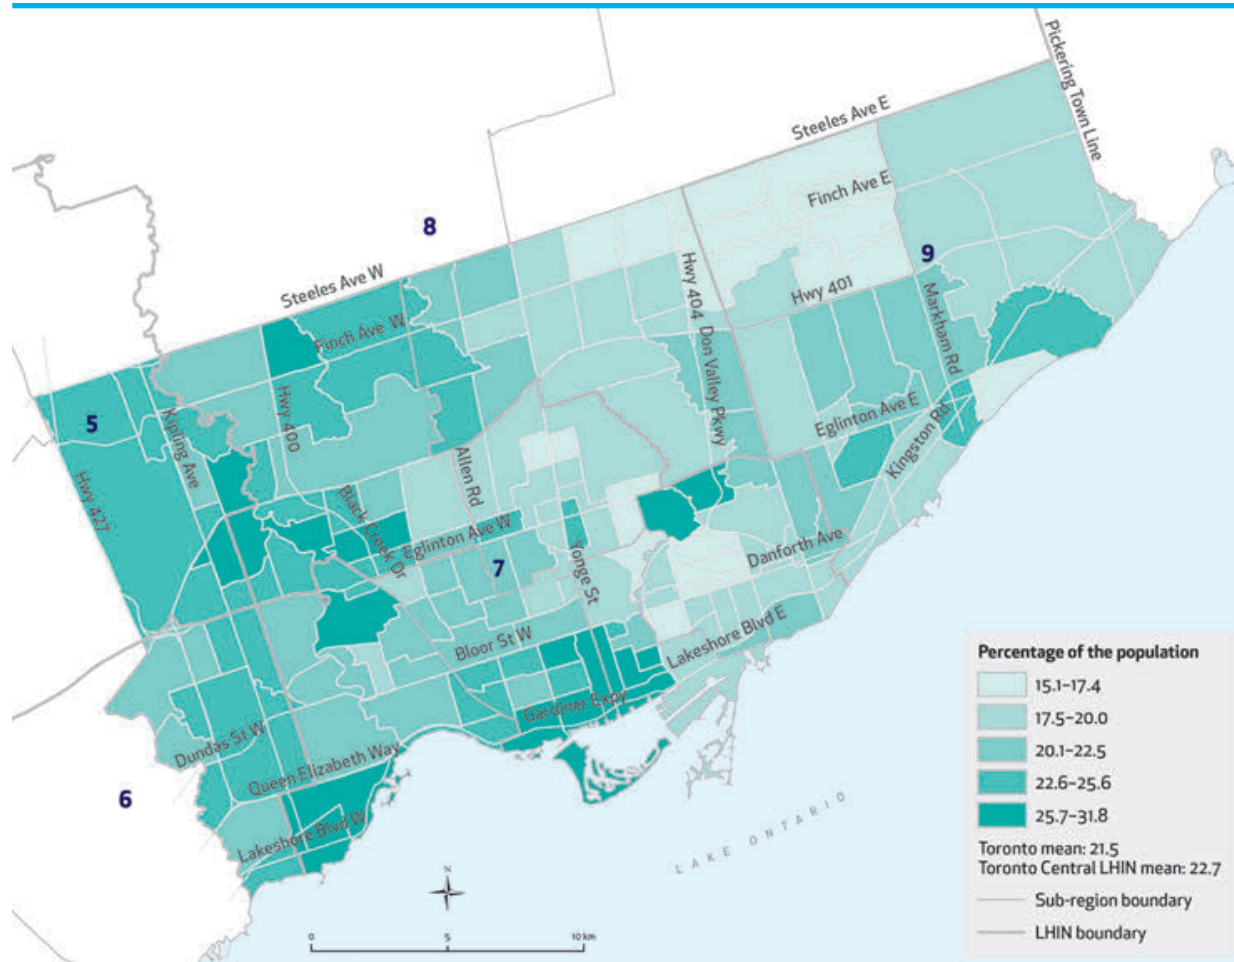 Pickering Town Line
Steeles Ave E
Finch Ave E
8
9
Steeles Ave W
Hwy 404
Hwy 401
Finch Ave W
Don Valley Pkwy
Markham Rd
5
Kipling Ave
Hwy 400
Eglinton Ave E
Kingston Rd
Hwy 427
Allen Rd
Black Creek Dr
Eglinton Ave W
Yonge St
Danforth Ave
7
Bloor St W
Lakeshore Blvd E
Gardiner Expy
Dundas St W
Queen Elizabeth Way
6
Lakeshore Blvd W
LAKE ONTARIO
N
0 5 10 km
Percentage of the population
15.1–17.4
17.5–20.0
20.1–22.5
22.6–25.6
25.7–31.8
Toronto mean: 21.5
Toronto Central LHIN mean: 22.7
Sub-region boundary
LHIN boundary